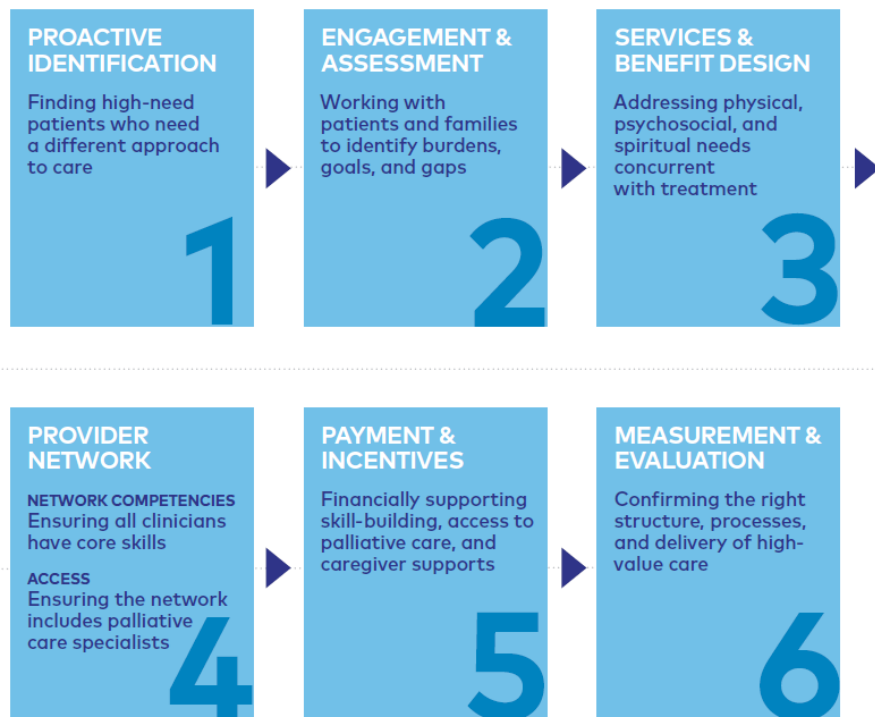 PROACTIVE
IDENTIFICATION
Finding high-need
patients who need
a different approach
to care
1
ENGAGEMENT &
ASSESSMENT
Working with
patients and families
to identify burdens,
goals, and gaps
2
SERVICES &
BENEFIT DESIGN
Addressing physical,
psychosocial, and
spiritual needs
concurrent
with treatment
3
PROVIDER
NETWORK
NETWORK COMPETENCIES
Ensuring all clinicians
have core skills
ACCESS
Ensuring the network
includes palliative
care specialists
4
PAYMENT &
INCENTIVES
Financially supporting
skill-building, access to
palliative care, and
caregiver supports
5
MEASUREMENT &
EVALUATION
Confirming the right
structure, processes,
and delivery of high-
value care
6